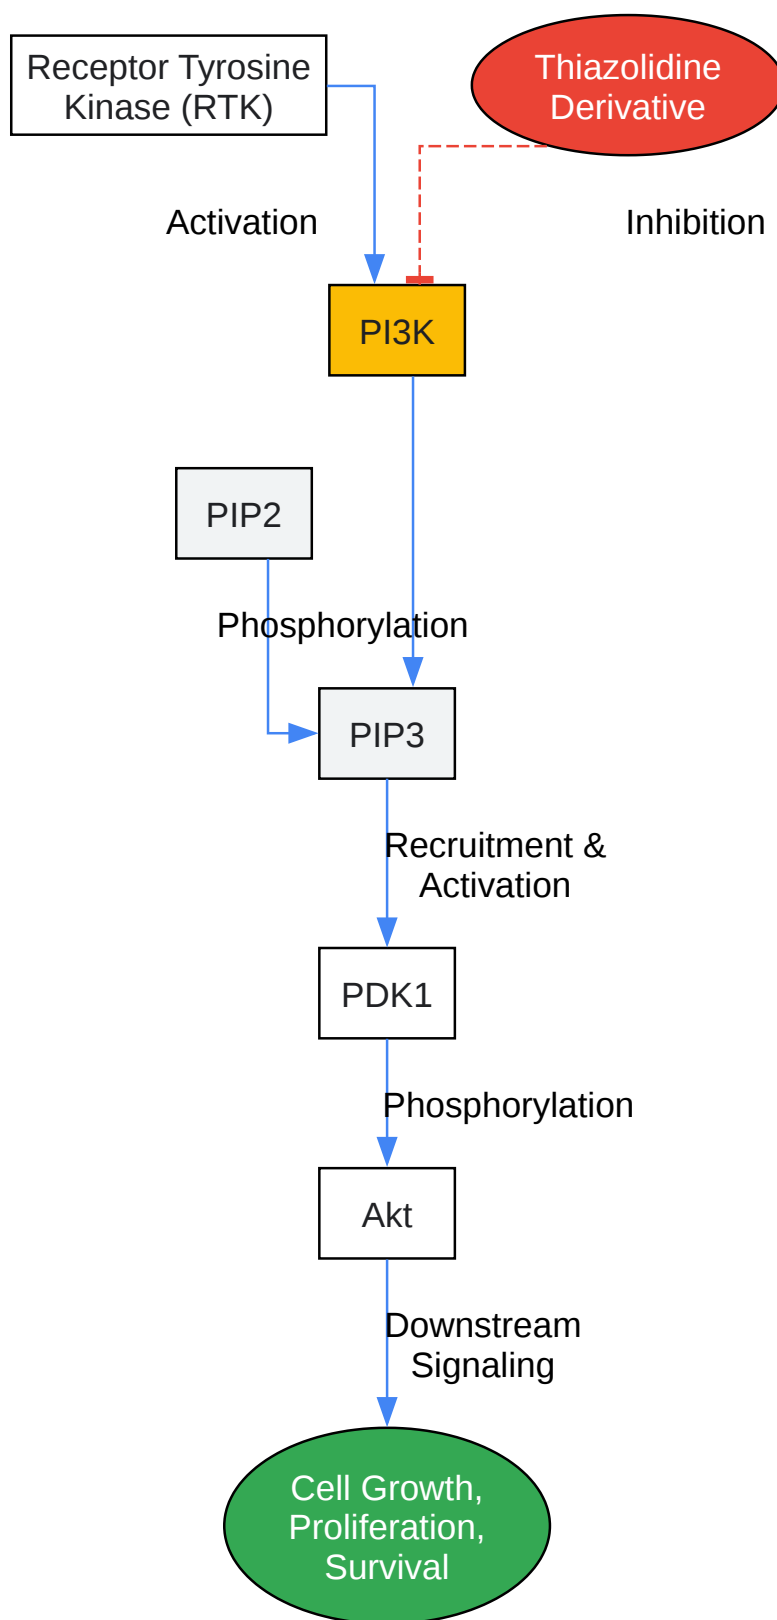 Receptor Tyrosine
Kinase (RTK)
Thiazolidine
Derivative
Activation
Inhibition
PI3K
PIP2
Phosphorylation
PIP3
Recruitment &
Activation
PDK1
Phosphorylation
Akt
Downstream
Signaling
Cell Growth,
Proliferation,
Survival